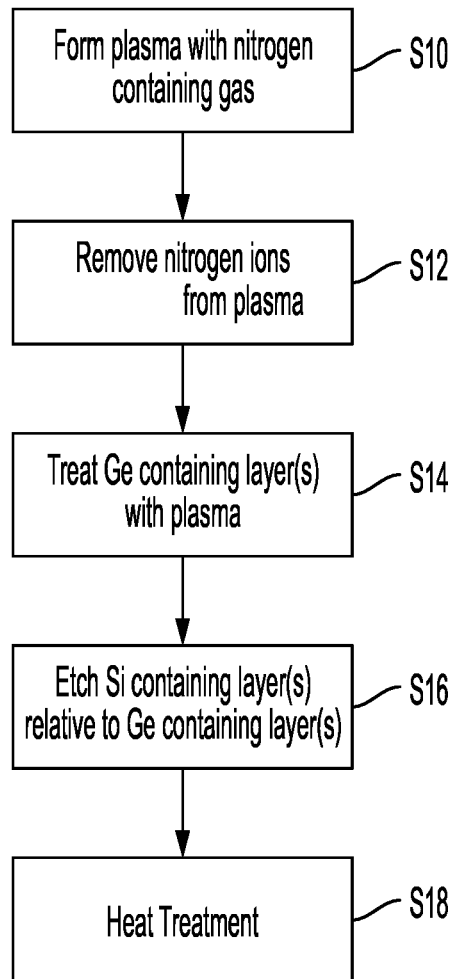 Form plasma with nitrogen
containing gas
S10
Remove nitrogen ions
from plasma
S12
Treat Ge containing layer(s)
with plasma
S14
Etch Si containing layer(s)
relative to Ge containing layer(s)
S16
Heat Treatment
S18